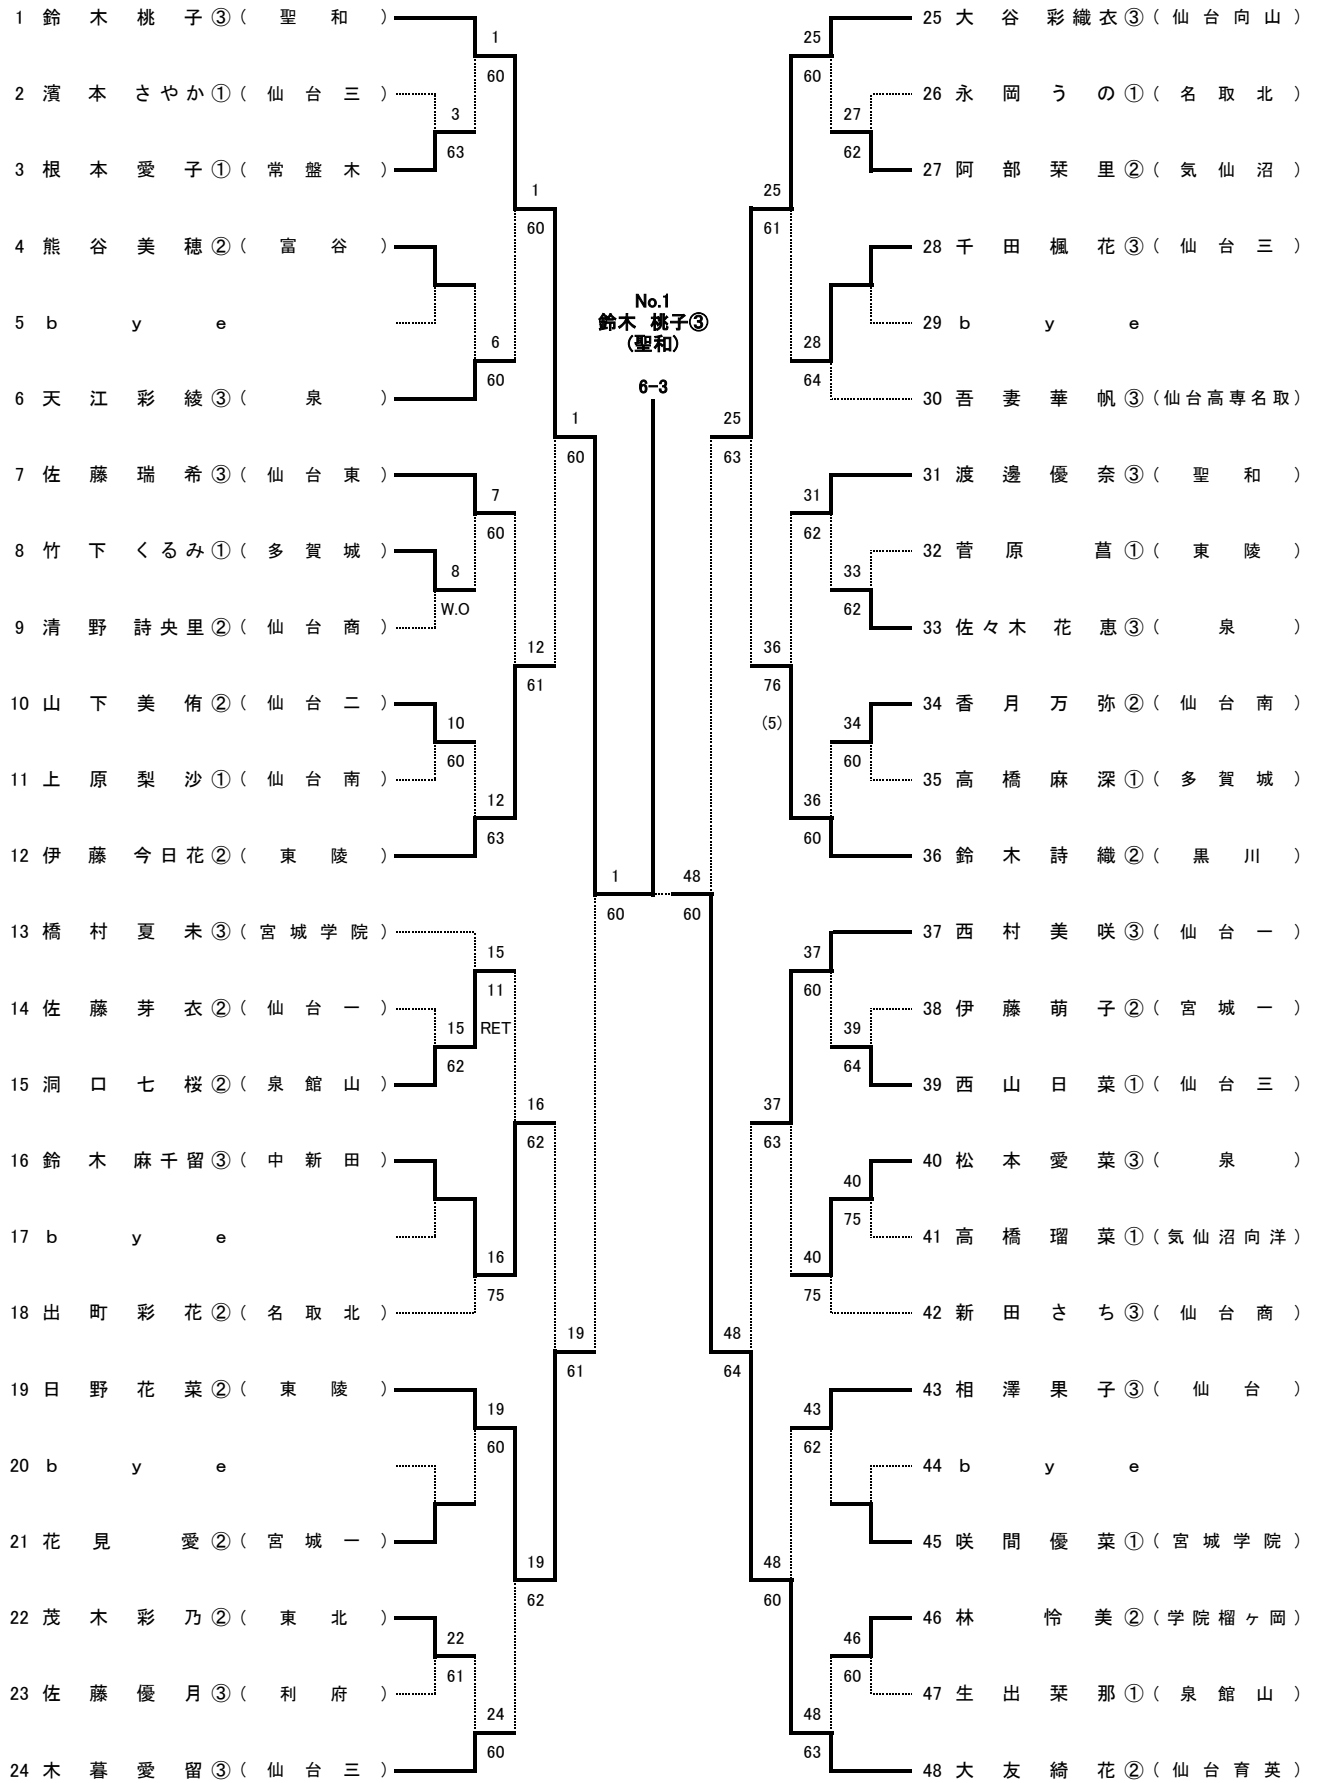 1 鈴木桃子③(聖和)
1
60
2 濱本さやか①(仙台三)
3
63
3 根本愛子①(常盤木)
1
60
4 熊谷美穂②(富谷)
5 bye
6
60
6 天江彩綾③(泉)
1
60
7 佐藤瑞希③(仙台東)
7
60
8 竹下くるみ①(多賀城)
8
W.O
9 清野詩央里②(仙台商)
12
61
10 山下美侑②(仙台二)
10
60
11 上原梨沙①(仙台南)
12
63
12 伊藤今日花②(東陵)
1
60
13 橋村夏未③(宮城学院)
15
11
RET
14 佐藤芽衣②(仙台一)
15
62
15 洞口七桜②(泉館山)
16
62
16 鈴木麻千留③(中新田)
17 bye
16
75
18 出町彩花②(名取北)
19
61
19 日野花菜②(東陵)
19
60
20 bye
21 花見愛②(宮城一)
19
62
22 茂木彩乃②(東北)
22
61
23 佐藤優月③(利府)
24
60
24 木暮愛留③(仙台三)
No.1
鈴木 桃子③
(聖和)
6-3
25 大谷彩織衣③(仙台向山)
25
60
26 永岡うの①(名取北)
27
62
27 阿部栞里②(気仙沼)
25
61
28 千田楓花③(仙台三)
29 bye
28
64
30 吾妻華帆③(仙台高専名取)
25
63
31 渡邊優奈③(聖和)
31
62
32 菅原菖①(東陵)
33
62
33 佐々木花恵③(泉)
36
76
(5)
34 香月万弥②(仙台南)
34
60
35 高橋麻深①(多賀城)
36
60
36 鈴木詩織②(黒川)
48
60
37 西村美咲③(仙台一)
37
60
38 伊藤萌子②(宮城一)
39
64
39 西山日菜①(仙台三)
37
63
40 松本愛菜③(泉)
40
75
41 高橋瑠菜①(気仙沼向洋)
40
75
42 新田さち③(仙台商)
48
64
43 相澤果子③(仙台)
43
62
44 bye
45 咲間優菜①(宮城学院)
48
60
46 林怜美②(学院榴ヶ岡)
46
60
47 生出栞那①(泉館山)
48
63
48 大友綺花②(仙台育英)